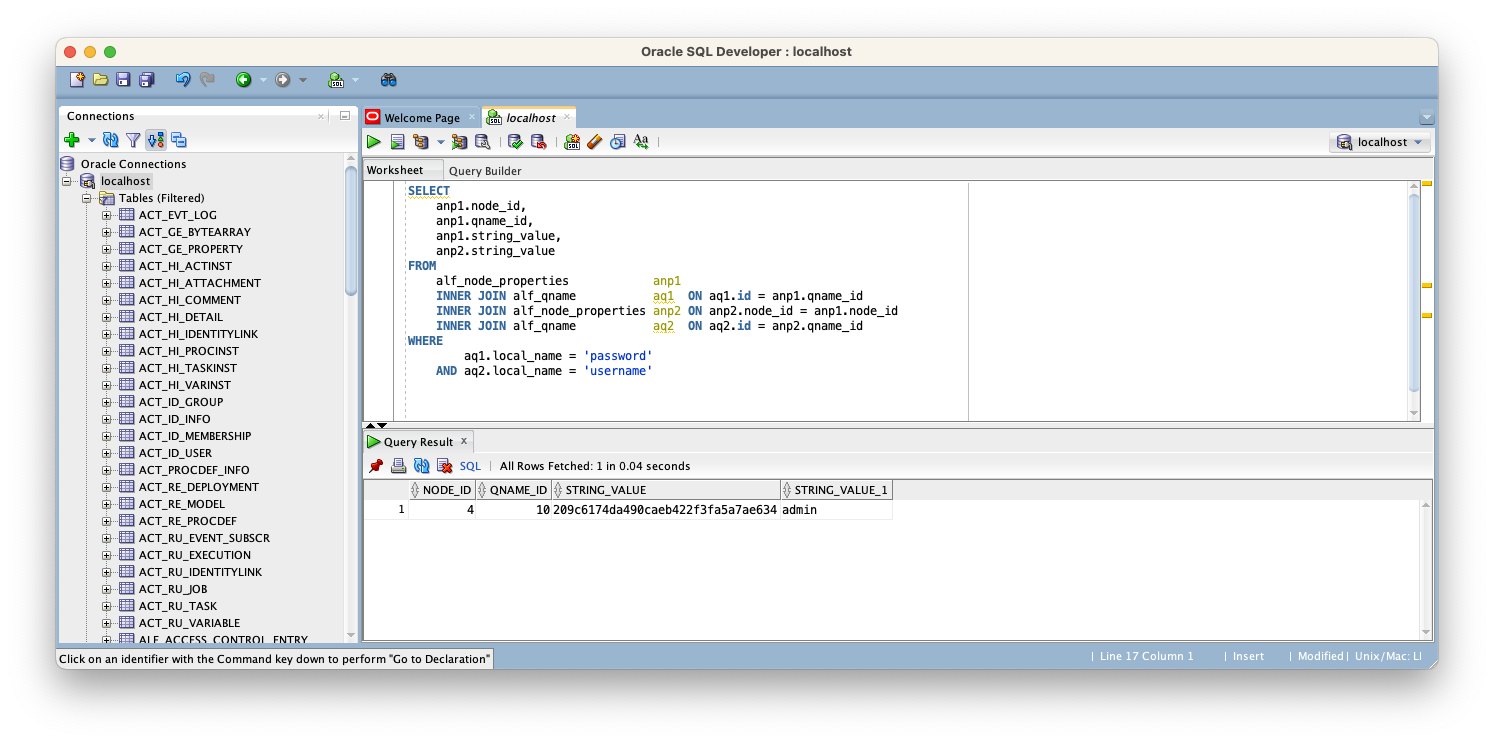 Oracle SQL Developer : localhost
Connections
Oracle Connections
localhost
Tables (Filtered)
ACT_EVT_LOG
ACT_GE_BYTEARRAY
ACT_GE_PROPERTY
ACT_HI_ACTINST
ACT_HI_ATTACHMENT
ACT_HI_COMMENT
ACT_HI_DETAIL
ACT_HI_IDENTITYLINK
ACT_HI_PROCINST
ACT_HI_TASKINST
ACT_HI_VARINST
ACT_ID_GROUP
ACT_ID_INFO
ACT_ID_MEMBERSHIP
ACT_ID_USER
ACT_PROCDEF_INFO
ACT_RE_DEPLOYMENT
ACT_RE_MODEL
ACT_RE_PROCDEF
ACT_RU_EVENT_SUBSCR
ACT_RU_EXECUTION
ACT_RU_IDENTITYLINK
ACT_RU_JOB
ACT_RU_TASK
ACT_RU_VARIABLE
ALF_ACCESS_CONTROL_ENTRY
Welcome Page
localhost
localhost
Worksheet
Query Builder
SELECT
anp1.node_id,
anp1.qname_id,
anp1.string_value,
anp2.string_value
FROM
alf_node_properties anp1
INNER JOIN alf_qname aq1 ON aq1.id = anp1.qname_id
INNER JOIN alf_node_properties anp2 ON anp2.node_id = anp1.node_id
INNER JOIN alf_qname aq2 ON aq2.id = anp2.qname_id
WHERE
aq1.local_name = 'password'
AND aq2.local_name = 'username'
Query Result
SQL | All Rows Fetched: 1 in 0.04 seconds
NODE_ID QNAME_ID STRING_VALUE STRING_VALUE_1
1 4 10 209c6174da490caeb422f3fa5a7ae634 admin
Click on an identifier with the Command key down to perform "Go to Declaration"
| Line 17 Column 1 | Insert | Modified | Unix/Mac: LI